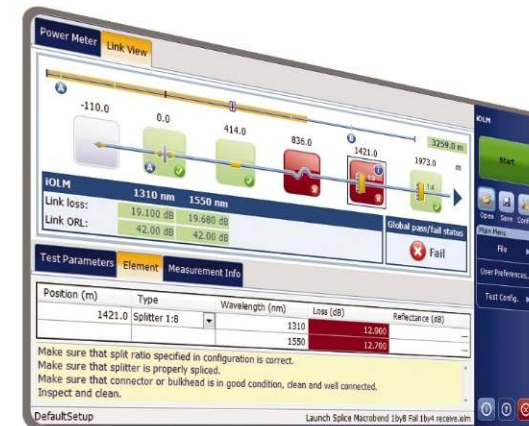 Power Meter Link View
iOLM
A B
3259.0 m
-110.0 0.0 414.0 836.0 1421.0 1973.0 m
A 1:8 1:4
Start
Open Save
Main Menu
File
User Preferences...
Test Config.
iOLM 1310 nm 1550 nm
Link loss: 19.100 dB 19.680 dB
Link ORL: 42.00 dB 42.00 dB
Global pass/fail status
Fail
Test Parameters Element Measurement Info
Position (m) Type Wavelength (nm) Loss (dB) Reflectance (dB)
1421.0 Splitter 1:8 1310 12.900 ---
1550 12.700 ---
Make sure that split ratio specified in configuration is correct.
Make sure that splitter is properly spliced.
Make sure that connector or bulkhead is in good condition, clean and well connected.
Inspect and clean.
DefaultSetup Launch Splice Macrobend 1by8 Fail 1by4 receive.iolm